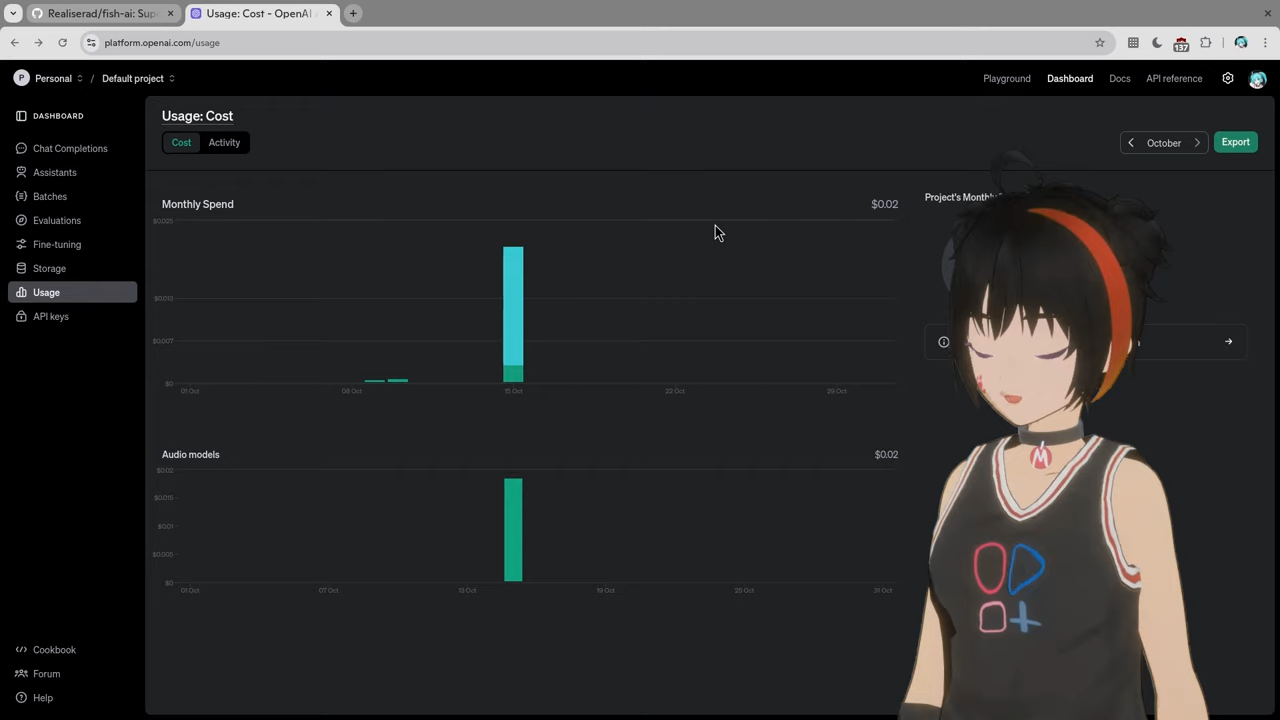 Realiserad/fish-ai: Sup
Usage: Cost - OpenAI
platform.openai.com/usage
137
P Personal / Default project
Playground Dashboard Docs API reference
DASHBOARD
Chat Completions
Assistants
Batches
Evaluations
Fine-tuning
Storage
Usage
API keys
Cookbook
Forum
Help
Usage: Cost
Cost Activity
October
Export
Monthly Spend $0.02
$0.025
$0.013
$0.007
$0
01 Oct 08 Oct 15 Oct 22 Oct 29 Oct
Project's Monthly
Audio models $0.02
$0.02
$0.015
$0.01
$0.005
$0
01 Oct 07 Oct 13 Oct 19 Oct 25 Oct 31 Oct
M